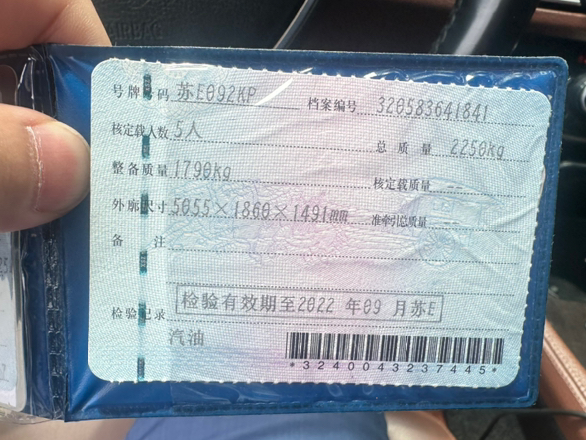 号牌号码 苏E092KP 档案编号 320583641841
核定载人数 5人 总 质 量 2250kg
整备质量 1790kg 核定载质量 --
外廓尺寸 5055×1860×1491mm 准牵引总质量 --
备 注
检验记录 检验有效期至2022 年09 月苏E
汽油
*3240043237445*